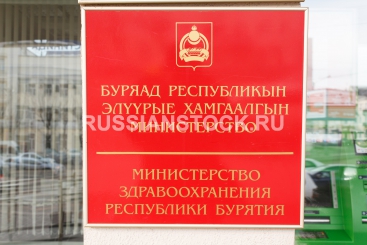 БУРЯАД РЕСПУБЛИКЫН
ЭЛҮҮРЫЕ ХАМГААЛГЫН
МИНИСТЕРСТВО
RUSSIANSTOCK.RU
МИНИСТЕРСТВО
ЗДРАВООХРАНЕНИЯ
РЕСПУБЛИКИ БУРЯТИЯ